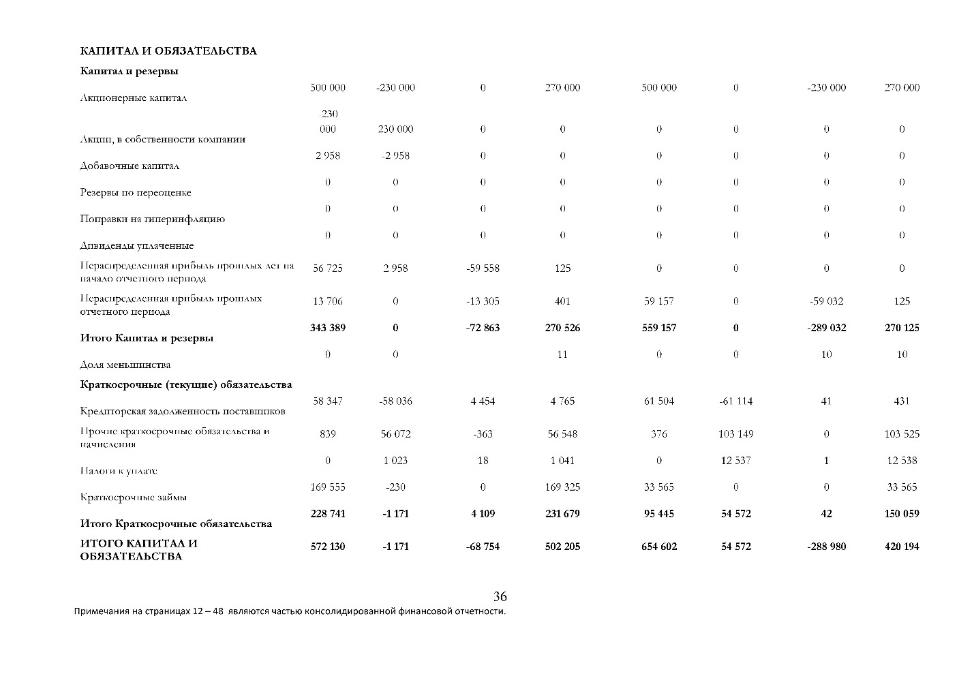 КАПИТАЛ И ОБЯЗАТЕЛЬСТВА
Капитал и резервы
Акционерные капитал 500 000 -230 000 0 270 000 500 000 0 -230 000 270 000
230
Акции, в собственности компании 000 230 000 0 0 0 0 0 0
Добавочные капитал 2 958 -2 958 0 0 0 0 0 0
Резервы по переоценке 0 0 0 0 0 0 0 0
Поправки на гиперинфляцию 0 0 0 0 0 0 0 0
Дивиденды уплаченные 0 0 0 0 0 0 0 0
Нераспределенная прибыль прошлых лет на
начало отчетного периода 56 725 2 958 -59 558 125 0 0 0 0
Нераспределенная прибыль прошлых
отчетного периода 13 706 0 -13 305 401 59 157 0 -59 032 125
Итого Капитал и резервы 343 389 0 -72 863 270 526 559 157 0 -289 032 270 125
Доля меньшинства 0 0 11 0 0 10 10
Краткосрочные (текущие) обязательства
Кредиторская задолженность поставщиков 58 347 -58 036 4 454 4 765 61 504 -61 114 41 431
Прочие краткосрочные обязательства и
начисления 839 56 072 -363 56 548 376 103 149 0 103 525
Налоги к уплате 0 1 023 18 1 041 0 12 537 1 12 538
Краткосрочные займы 169 555 -230 0 169 325 33 565 0 0 33 565
Итого Краткосрочные обязательства 228 741 -1 171 4 109 231 679 95 445 54 572 42 150 059
ИТОГО КАПИТАЛ И
ОБЯЗАТЕЛЬСТВА 572 130 -1 171 -68 754 502 205 654 602 54 572 -288 980 420 194
36
Примечания на страницах 12 – 48 являются частью консолидированной финансовой отчетности.